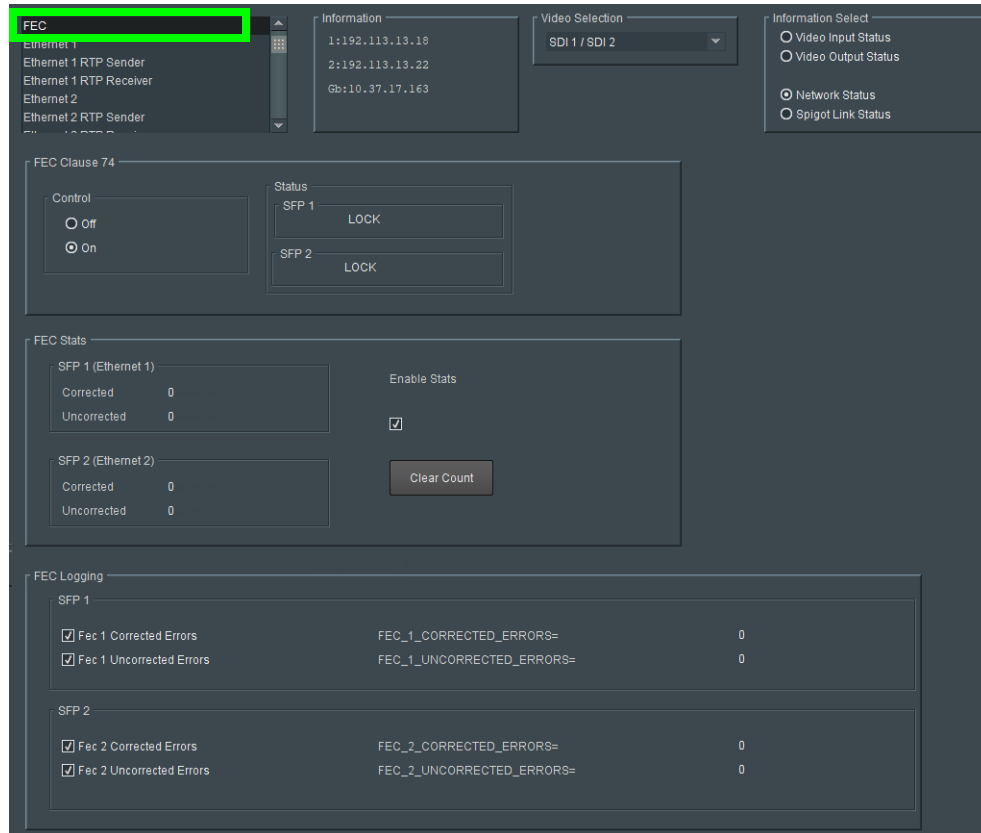 FEC
Ethernet 1
Ethernet 1 RTP Sender
Ethernet 1 RTP Receiver
Ethernet 2
Ethernet 2 RTP Sender
Information
1:192.113.13.18
2:192.113.13.22
Gb:10.37.17.163
Video Selection
SDI 1 / SDI 2
Information Select
Video Input Status
Video Output Status
Network Status
Spigot Link Status
FEC Clause 74
Control
Off
On
Status
SFP 1
LOCK
SFP 2
LOCK
FEC Stats
SFP 1 (Ethernet 1)
Corrected 0
Uncorrected 0
Enable Stats
SFP 2 (Ethernet 2)
Corrected 0
Uncorrected 0
Clear Count
FEC Logging
SFP 1
Fec 1 Corrected Errors FEC_1_CORRECTED_ERRORS= 0
Fec 1 Uncorrected Errors FEC_1_UNCORRECTED_ERRORS= 0
SFP 2
Fec 2 Corrected Errors FEC_2_CORRECTED_ERRORS= 0
Fec 2 Uncorrected Errors FEC_2_UNCORRECTED_ERRORS= 0